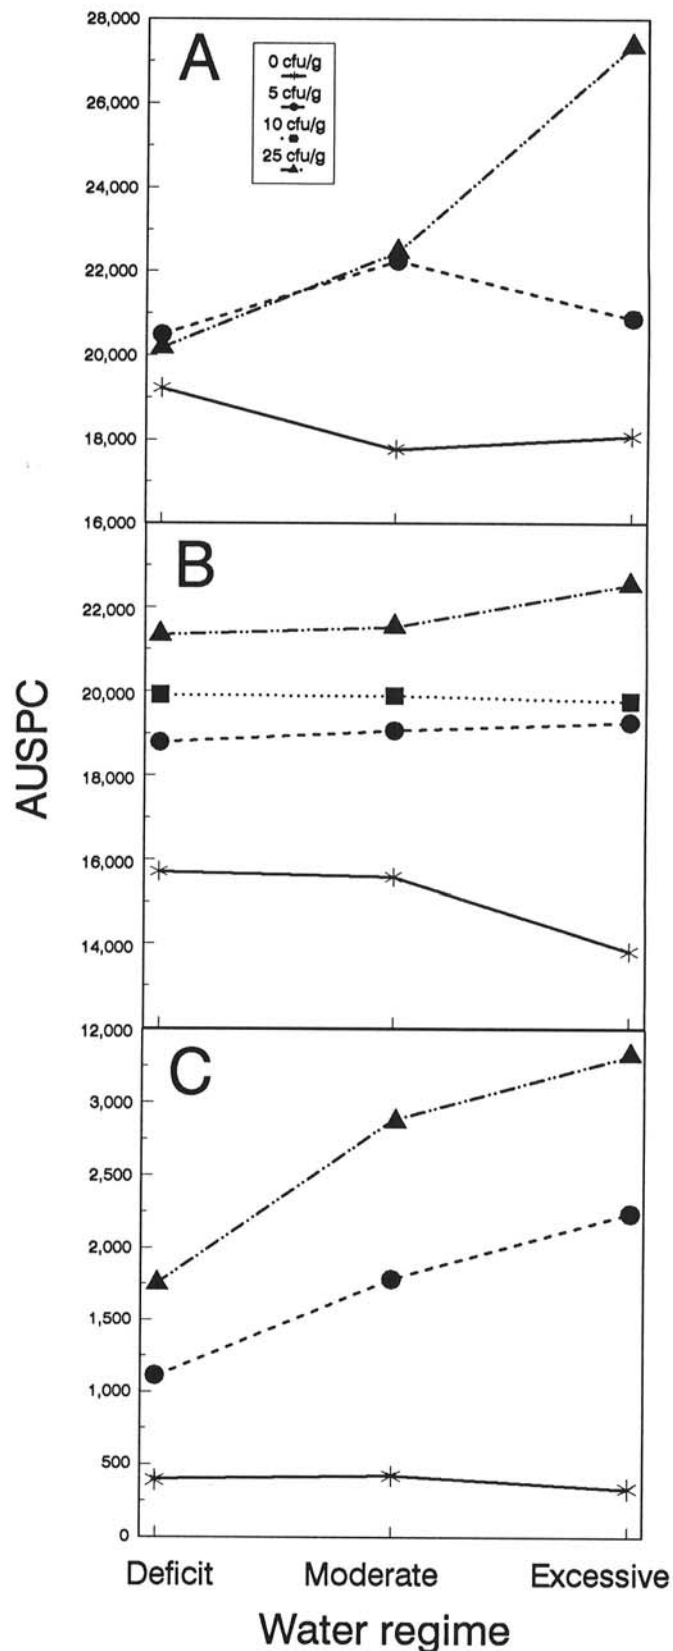 28,000
A
0 cfu/g
5 cfu/g
10 cfu/g
25 cfu/g
26,000
24,000
22,000
20,000
18,000
16,000
B
22,000
20,000
AUSPC
18,000
16,000
14,000
12,000
C
3,000
2,500
2,000
1,500
1,000
500
0
Deficit Moderate Excessive
Water regime